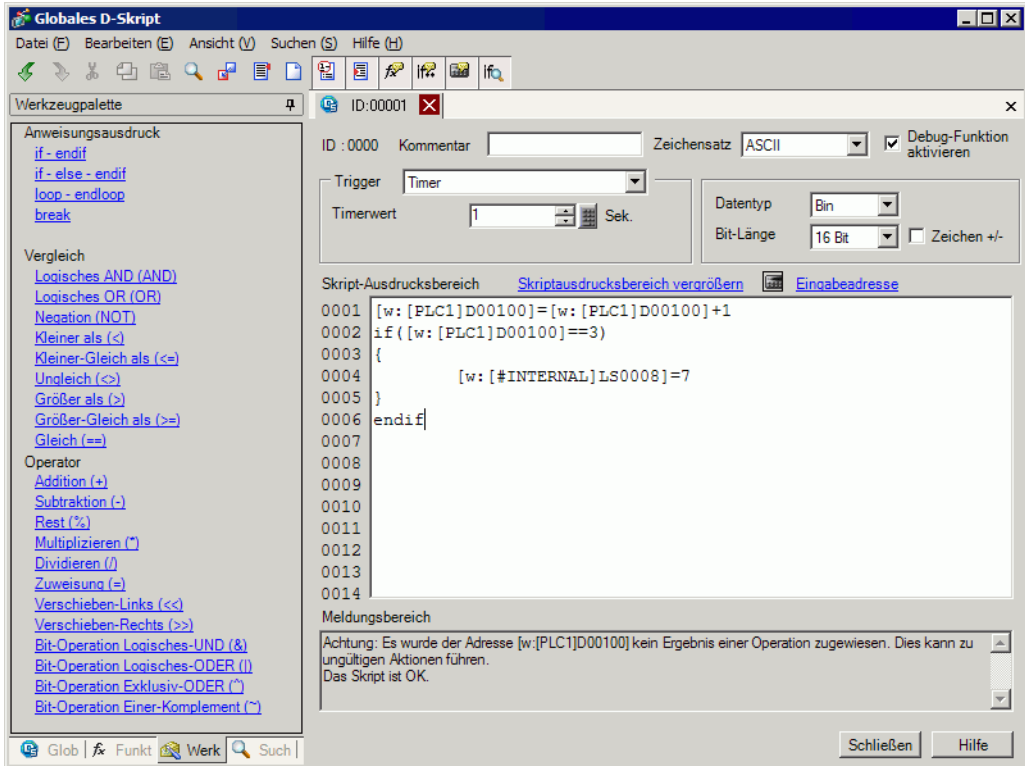 Globales D-Skript
Datei (F) Bearbeiten (E) Ansicht (V) Suchen (S) Hilfe (H)
Werkzeugpalette
ID:00001
Anweisungsausdruck
if - endif
if - else - endif
loop - endloop
break
Vergleich
Logisches AND (AND)
Logisches OR (OR)
Negation (NOT)
Kleiner als (<)
Kleiner-Gleich als (<=)
Ungleich (<>)
Größer als (>)
Größer-Gleich als (>=)
Gleich (==)
Operator
Addition (+)
Subtraktion (-)
Rest (%)
Multiplizieren (*)
Dividieren (/)
Zuweisung (=)
Verschieben-Links (<<)
Verschieben-Rechts (>>)
Bit-Operation Logisches-UND (&)
Bit-Operation Logisches-ODER (|)
Bit-Operation Exklusiv-ODER (^)
Bit-Operation Einer-Komplement (~)
Glob Funkt Werk Such
ID : 0000 Kommentar Zeichensatz ASCII Debug-Funktion
aktivieren
Trigger Timer
Timerwert 1 Sek.
Datentyp Bin
Bit-Länge 16 Bit Zeichen +/-
Skript-Ausdrucksbereich Skriptausdrucksbereich vergrößern Eingabeadresse
0001 [w:[PLC1]D00100]=[w:[PLC1]D00100]+1
0002 if([w:[PLC1]D00100]==3)
0003 {
0004 [w:[#INTERNAL]LS0008]=7
0005 }
0006 endif
0007
0008
0009
0010
0011
0012
0013
0014
Meldungsbereich
Achtung: Es wurde der Adresse [w:[PLC1]D00100] kein Ergebnis einer Operation zugewiesen. Dies kann zu
ungültigen Aktionen führen.
Das Skript ist OK.
Schließen Hilfe